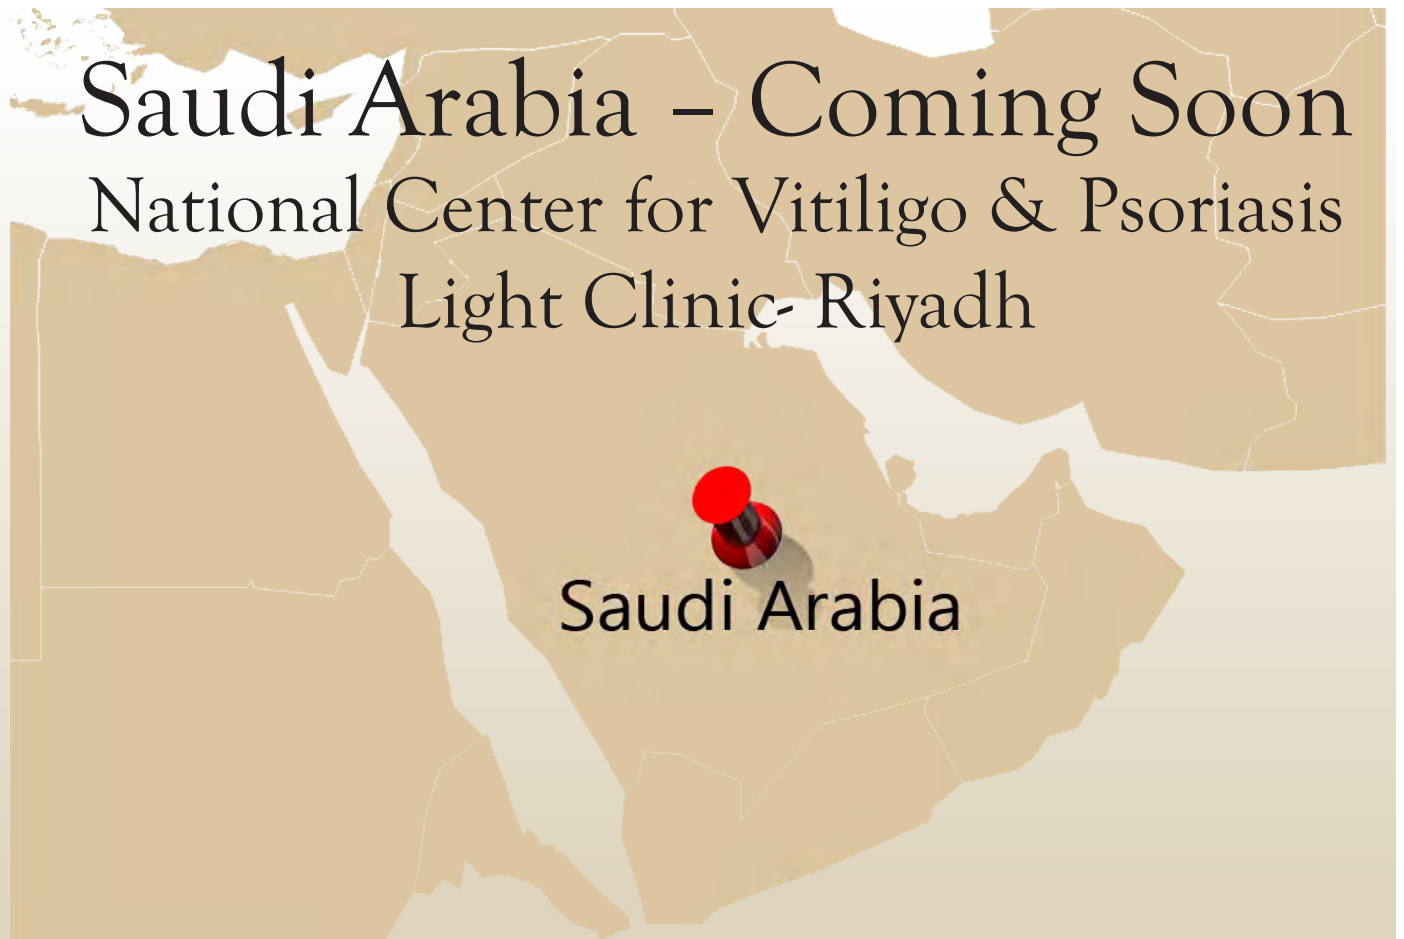 Saudi Arabia – Coming Soon
National Center for Vitiligo & Psoriasis
Light Clinic- Riyadh
Saudi Arabia